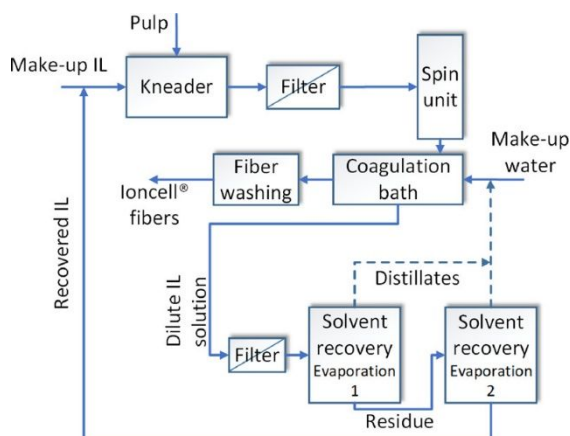 Pulp
Make-up IL
Kneader
Filter
Spin
unit
Make-up
water
Coagulation
bath
Fiber
washing
Ioncell®
fibers
Recovered IL
Dilute IL
solution
Distillates
Filter
Solvent
recovery
Evaporation
1
Solvent
recovery
Evaporation
2
Residue